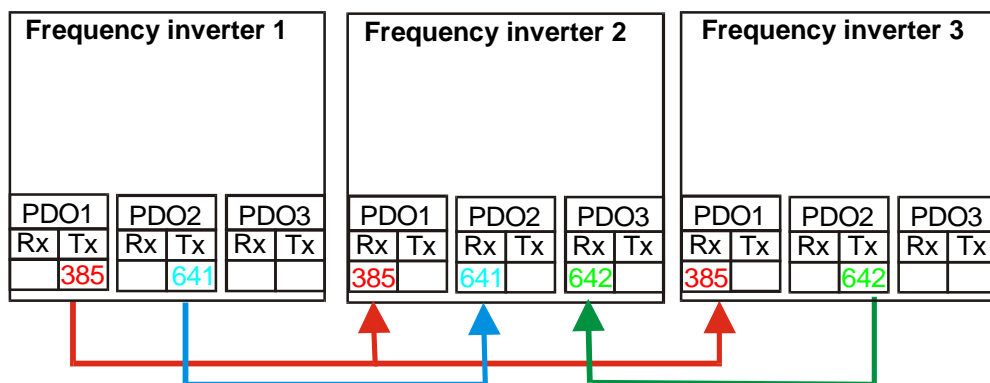 Frequency inverter 1 Frequency inverter 2 Frequency inverter 3
PDO1 PDO2 PDO3 PDO1 PDO2 PDO3 PDO1 PDO2 PDO3
Rx Tx Rx Tx Rx Tx Rx Tx Rx Tx Rx Tx Rx Tx Rx Tx Rx Tx
385 641 385 641 642 385 642